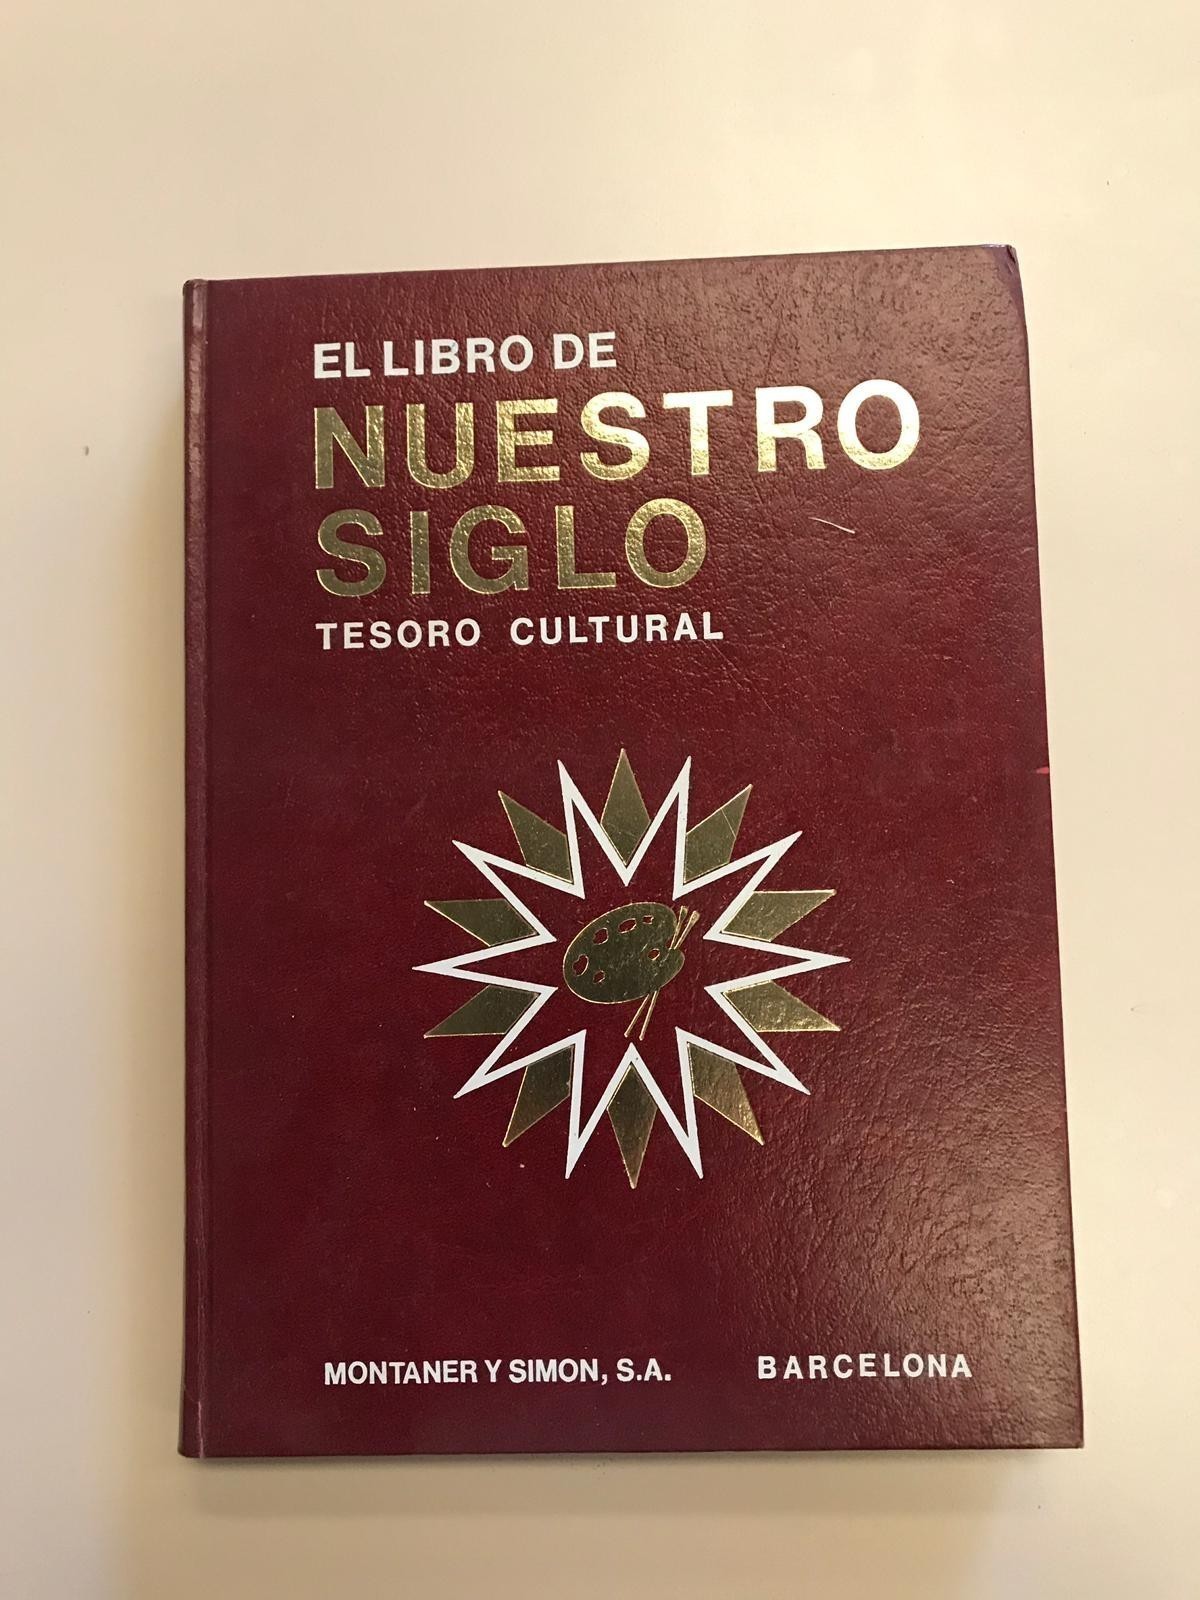 EL LIBRO DE
NUESTRO
SIGLO
TESORO CULTURAL
MONTANER Y SIMON, S.A. BARCELONA